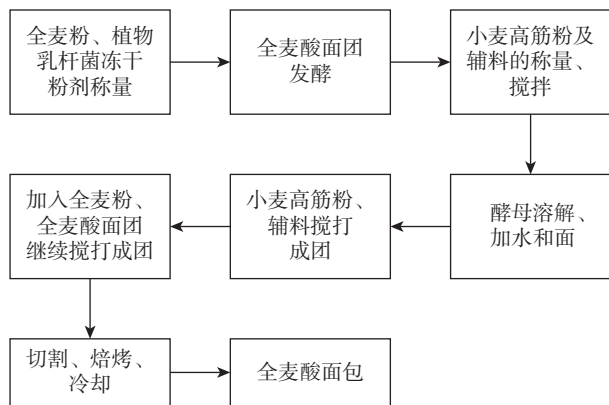 全麦粉、植物
乳杆菌冻干
粉剂称量
全麦酸面团
发酵
小麦高筋粉及
辅料的称量、
搅拌
酵母溶解、
加水和面
小麦高筋粉、
辅料搅打
成团
加入全麦粉、
全麦酸面团
继续搅打成团
切割、焙烤、
冷却
全麦酸面包